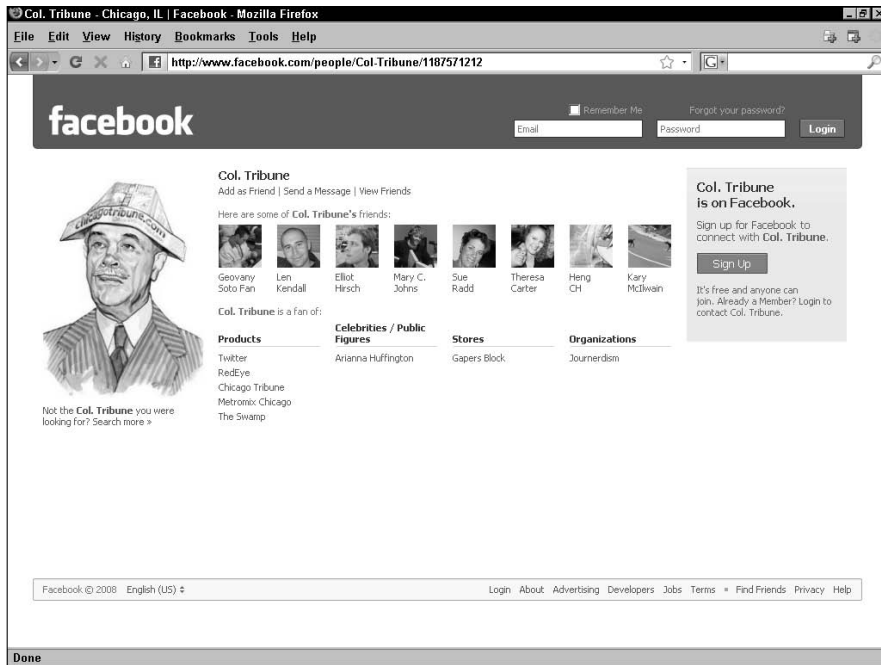 Col. Tribune - Chicago, IL | Facebook - Mozilla Firefox
File Edit View History Bookmarks Tools Help
http://www.facebook.com/people/Col-Tribune/1187571212
G
facebook
Remember Me Forgot your password?
Email Password Login
chicagotribune.com
Col. Tribune
Add as Friend | Send a Message | View Friends
Here are some of Col. Tribune's friends:
Geovany Len Elliot Mary C. Sue Theresa Heng Kary
Soto Fan Kendall Hirsch Johns Radd Carter CH McIlwain
Col. Tribune is a fan of:
Products
Twitter
RedEye
Chicago Tribune
Metromix Chicago
The Swamp
Celebrities / Public
Figures
Arianna Huffington
Stores
Gapers Block
Organizations
Journerdism
Not the Col. Tribune you were
looking for? Search more »
Col. Tribune
is on Facebook.
Sign up for Facebook to
connect with Col. Tribune.
Sign Up
It's free and anyone can
join. Already a Member? Login to
contact Col. Tribune.
Facebook © 2008 English (US) Login About Advertising Developers Jobs Terms ▪ Find Friends Privacy Help
Done